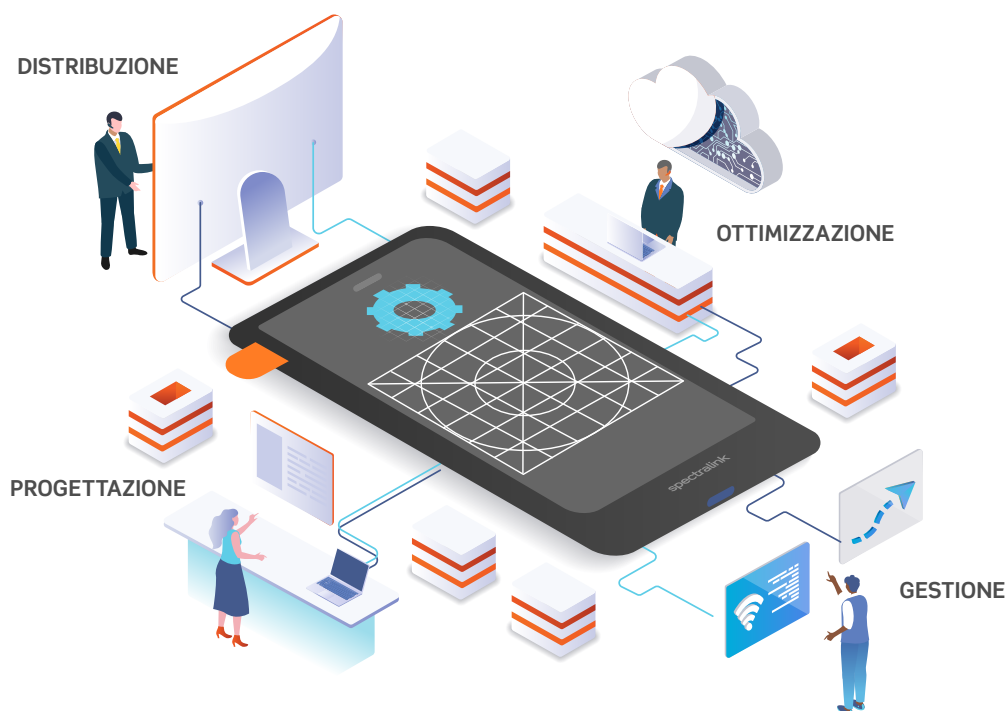 DISTRIBUZIONE
OTTIMIZZAZIONE
PROGETTAZIONE
spectralink
GESTIONE